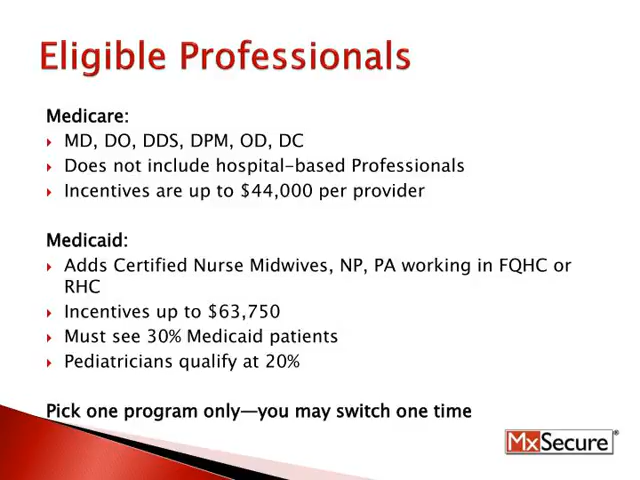 Eligible Professionals
Medicare:
MD, DO, DDS, DPM, OD, DC
Does not include hospital-based Professionals
Incentives are up to $44,000 per provider
Medicaid:
Adds Certified Nurse Midwives, NP, PA working in FQHC or
RHC
Incentives up to $63,750
Must see 30% Medicaid patients
Pediatricians qualify at 20%
Pick one program only—you may switch one time
MxSecure®